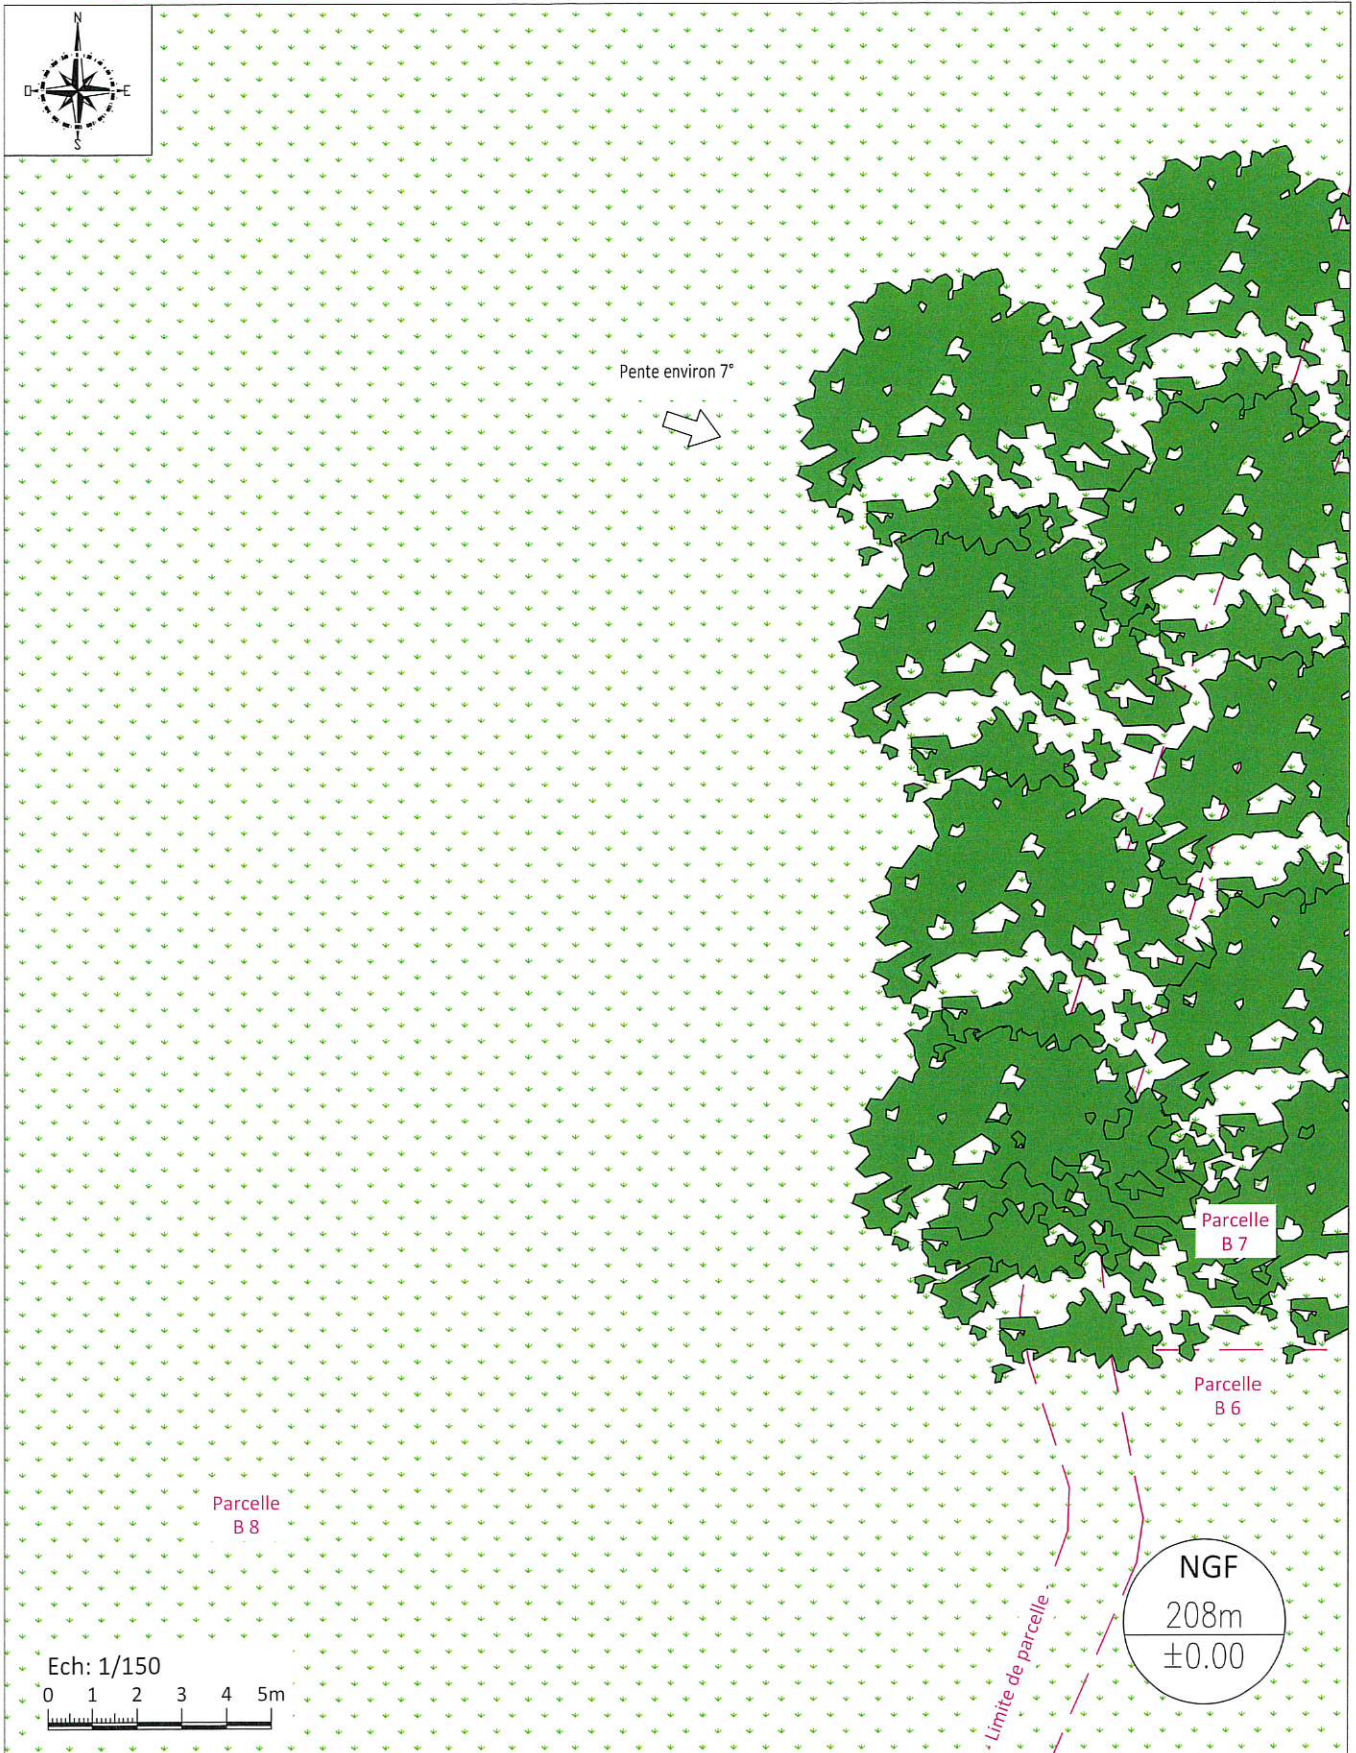 N
O E
S
Pente environ 7°
Parcelle
B 7
Parcelle
B 6
Parcelle
B 8
NGF
208m
±0.00
Limite de parcelle
Ech: 1/150
0 1 2 3 4 5m